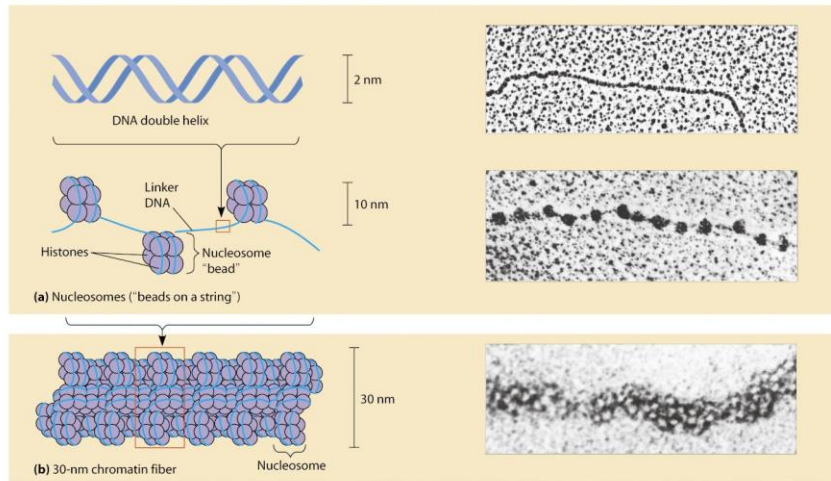 2 nm
DNA double helix
Linker
DNA
10 nm
Histones
Nucleosome
"bead"
(a) Nucleosomes ("beads on a string")
30 nm
Nucleosome
(b) 30-nm chromatin fiber